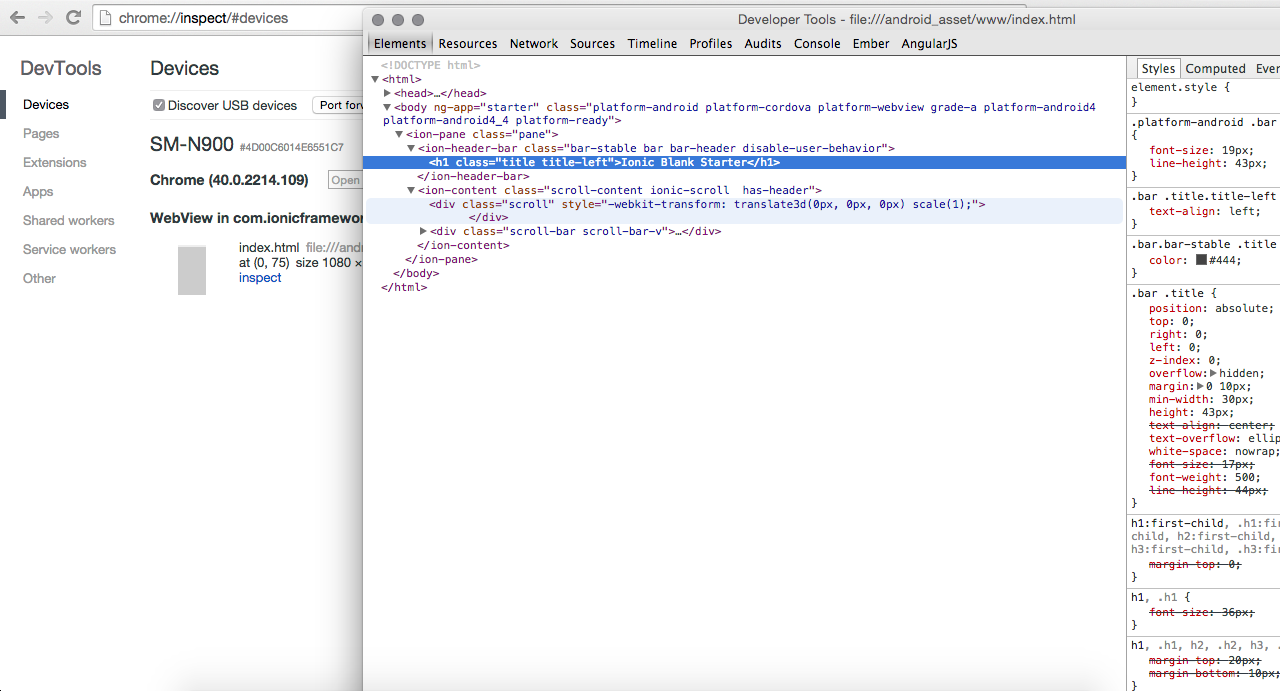 chrome://inspect/#devices
DevTools
Devices
Pages
Extensions
Apps
Shared workers
Service workers
Other
Devices
Discover USB devices
Port forv
SM-N900 #4D00C6014E6551C7
Chrome (40.0.2214.109) Open
WebView in com.ionicframewor
index.html file:///andr
at (0, 75) size 1080 ×
inspect
Developer Tools - file:///android_asset/www/index.html
Elements Resources Network Sources Timeline Profiles Audits Console Ember AngularJS
<!DOCTYPE html>
<html>
<head>…</head>
<body ng-app="starter" class="platform-android platform-cordova platform-webview grade-a platform-android4
platform-android4_4 platform-ready">
<ion-pane class="pane">
<ion-header-bar class="bar-stable bar bar-header disable-user-behavior">
<h1 class="title title-left">Ionic Blank Starter</h1>
</ion-header-bar>
<ion-content class="scroll-content ionic-scroll  has-header">
<div class="scroll" style="-webkit-transform: translate3d(0px, 0px, 0px) scale(1);">
</div>
<div class="scroll-bar scroll-bar-v">…</div>
</ion-content>
</ion-pane>
</body>
</html>
Styles Computed Even
element.style {
}
.platform-android .bar
{
font-size: 19px;
line-height: 43px;
}
.bar .title.title-left
text-align: left;
}
.bar.bar-stable .title
color: #444;
}
.bar .title {
position: absolute;
top: 0;
right: 0;
left: 0;
z-index: 0;
overflow: hidden;
margin: 0 10px;
min-width: 30px;
height: 43px;
text-align: center;
text-overflow: ellip
white-space: nowrap;
font-size: 17px;
font-weight: 500;
line-height: 44px;
}
h1:first-child, .h1:fir
child, h2:first-child,
h3:first-child, .h3:fir
margin-top: 0;
}
h1, .h1 {
font-size: 36px;
}
h1, .h1, h2, .h2, h3, .
margin-top: 20px;
margin-bottom: 10px;
}